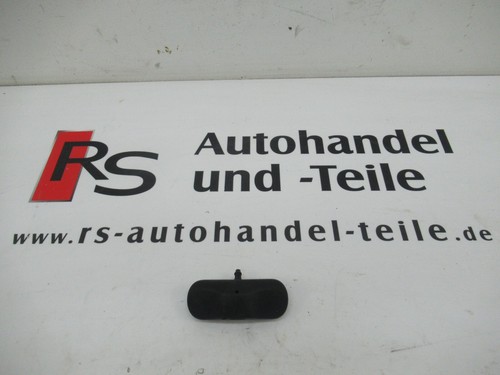 RS Autohandel
und -Teile
www.rs-autohandel-teile.de